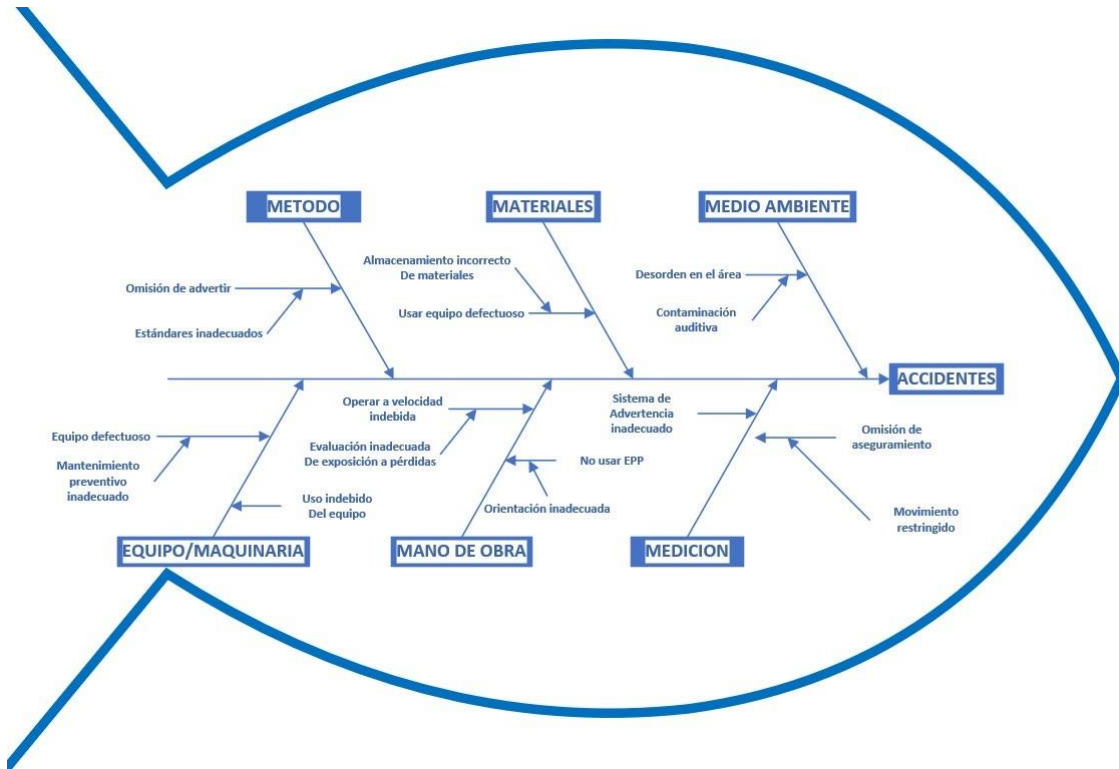 METODO
MATERIALES
MEDIO AMBIENTE
Omisión de advertir
Estándares inadecuados
Almacenamiento incorrecto
De materiales
Usar equipo defectuoso
Desorden en el área
Contaminación
auditiva
ACCIDENTES
Equipo defectuoso
Mantenimiento
preventivo
inadecuado
Uso indebido
Del equipo
Operar a velocidad
indebida
Evaluación inadecuada
De exposición a pérdidas
No usar EPP
Orientación inadecuada
Sistema de
Advertencia
inadecuado
Omisión de
aseguramiento
Movimiento
restringido
EQUIPO/MAQUINARIA
MANO DE OBRA
MEDICION